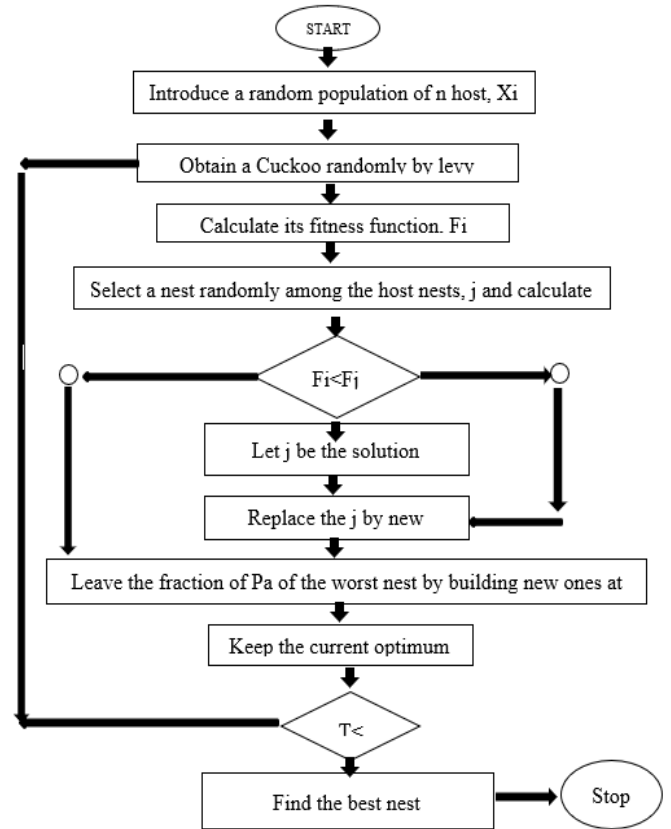 START
Introduce a random population of n host, Xi
Obtain a Cuckoo randomly by levy
Calculate its fitness function. Fi
Select a nest randomly among the host nests, j and calculate
Fi<Fj
Let j be the solution
Replace the j by new
Leave the fraction of Pa of the worst nest by building new ones at
Keep the current optimum
T<
Find the best nest
Stop